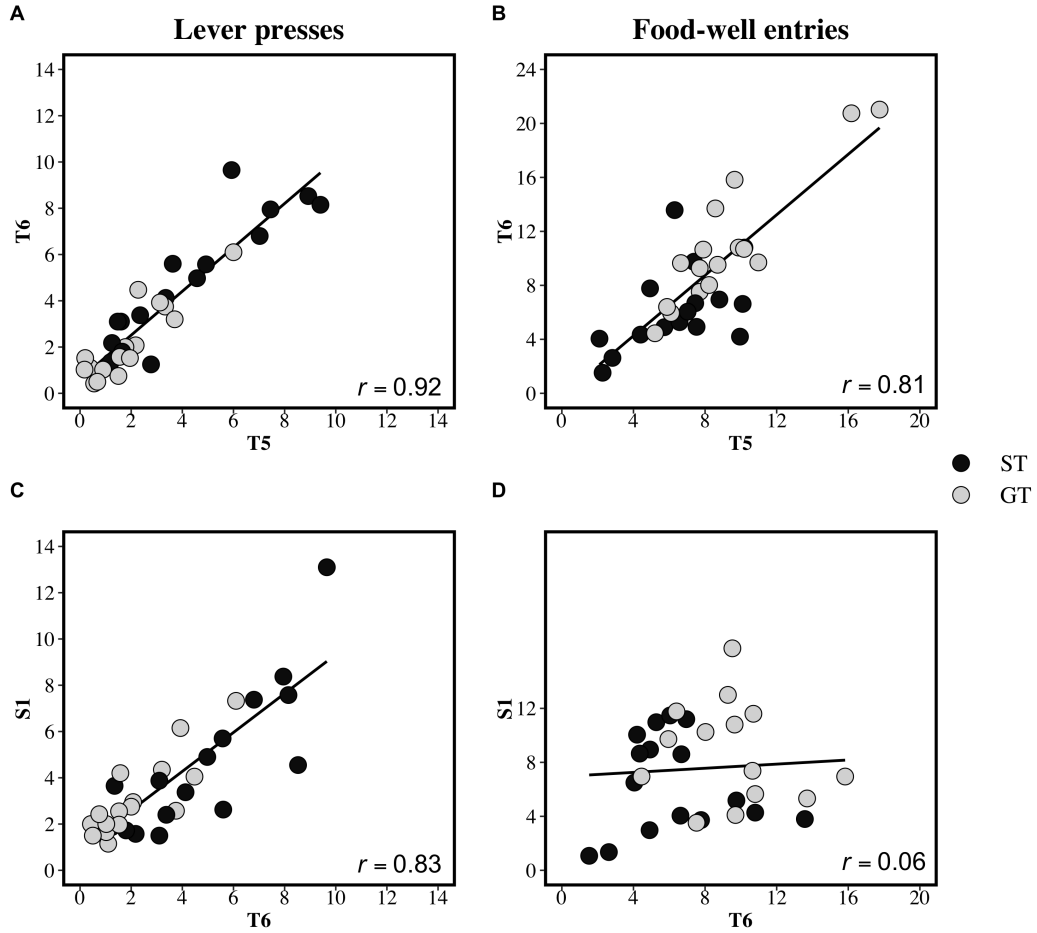 A
B
Lever presses
Food-well entries
14
12
10
8
6
4
2
0
T6
r = 0.92
0 2 4 6 8 10 12 14
T5
24
20
16
12
8
4
0
T6
r = 0.81
0 4 8 12 16 20
T5
ST
GT
C
D
14
12
10
8
6
4
2
0
S1
r = 0.83
0 2 4 6 8 10 12 14
T6
12
8
4
0
S1
r = 0.06
0 4 8 12 16 20
T6